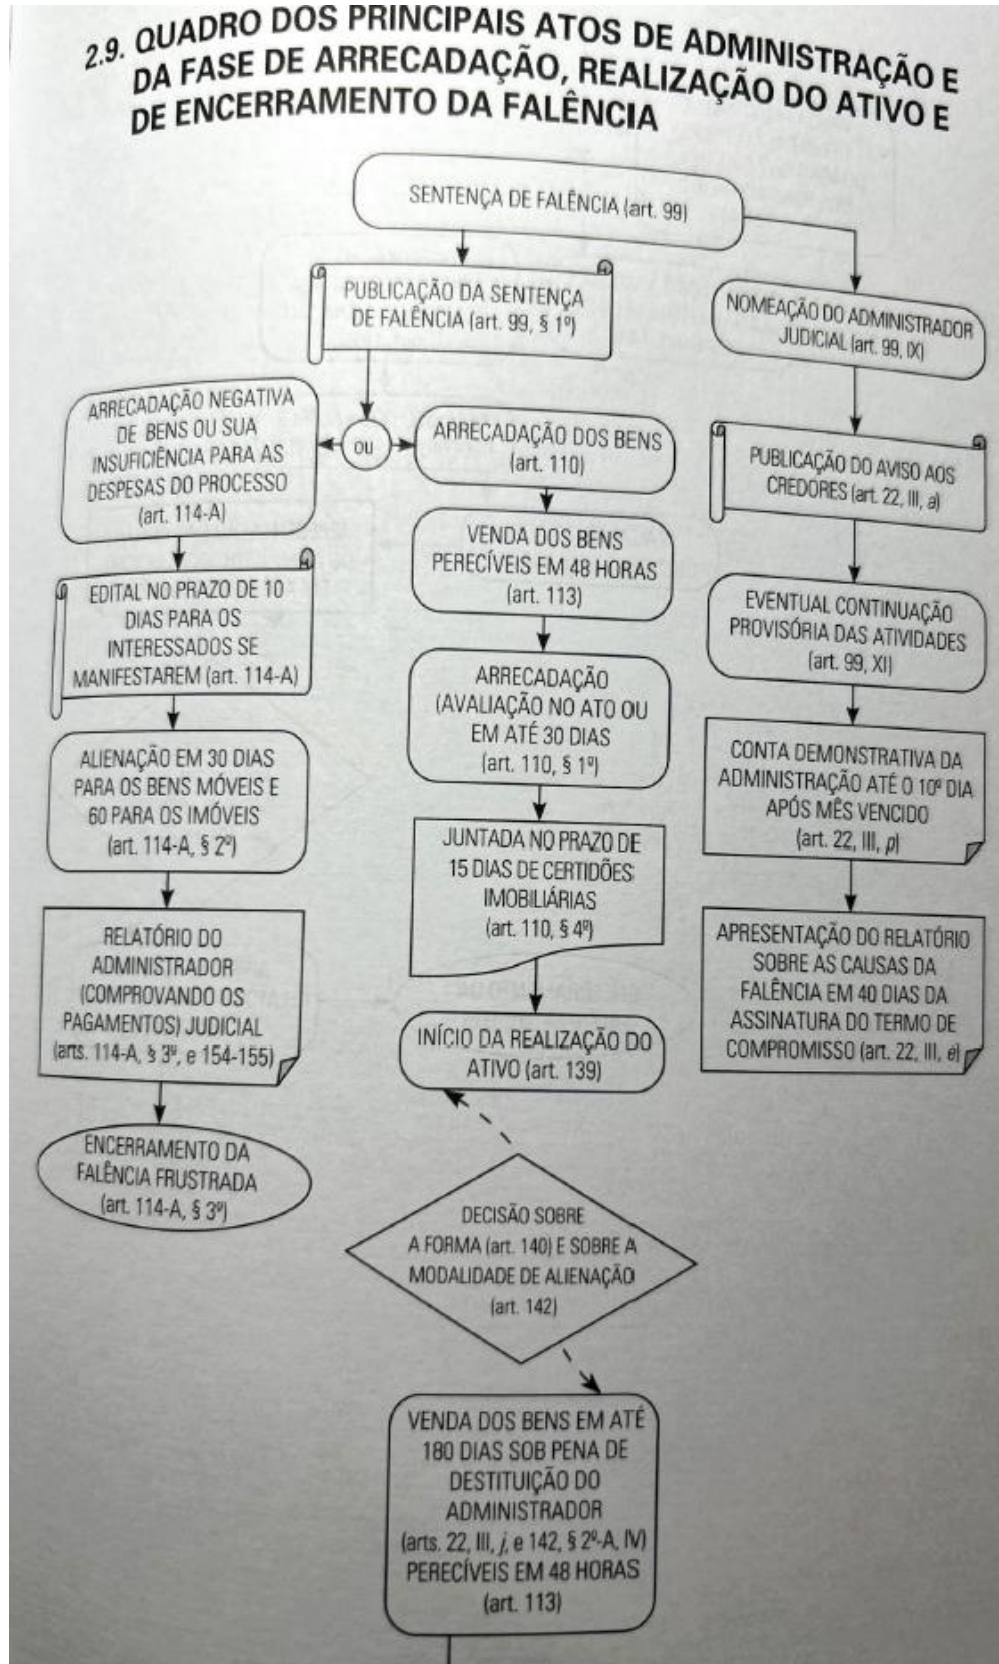 2.9. QUADRO DOS PRINCIPAIS ATOS DE ADMINISTRAÇÃO E
DA FASE DE ARRECADAÇÃO, REALIZAÇÃO DO ATIVO E
DE ENCERRAMENTO DA FALÊNCIA
SENTENÇA DE FALÊNCIA (art. 99)
PUBLICAÇÃO DA SENTENÇA
DE FALÊNCIA (art. 99, § 1º)
NOMEAÇÃO DO ADMINISTRADOR
JUDICIAL (art. 99, IX)
ARRECADAÇÃO NEGATIVA
DE BENS OU SUA
INSUFICIÊNCIA PARA AS
DESPESAS DO PROCESSO
(art. 114-A)
OU
ARRECADAÇÃO DOS BENS
(art. 110)
PUBLICAÇÃO DO AVISO AOS
CREDORES (art. 22, III, a)
VENDA DOS BENS
PERECÍVEIS EM 48 HORAS
(art. 113)
EDITAL NO PRAZO DE 10
DIAS PARA OS
INTERESSADOS SE
MANIFESTAREM (art. 114-A)
EVENTUAL CONTINUAÇÃO
PROVISÓRIA DAS ATIVIDADES
(art. 99, XI)
ARRECADAÇÃO
(AVALIAÇÃO NO ATO OU
EM ATÉ 30 DIAS
(art. 110, § 1º)
ALIENAÇÃO EM 30 DIAS
PARA OS BENS MÓVEIS E
60 PARA OS IMÓVEIS
(art. 114-A, § 2º)
CONTA DEMONSTRATIVA DA
ADMINISTRAÇÃO ATÉ O 10º DIA
APÓS MÊS VENCIDO
(art. 22, III, p)
JUNTADA NO PRAZO DE
15 DIAS DE CERTIDÕES
IMOBILIÁRIAS
(art. 110, § 4º)
RELATÓRIO DO
ADMINISTRADOR
(COMPROVANDO OS
PAGAMENTOS) JUDICIAL
(arts. 114-A, § 3º, e 154-155)
APRESENTAÇÃO DO RELATÓRIO
SOBRE AS CAUSAS DA
FALÊNCIA EM 40 DIAS DA
ASSINATURA DO TERMO DE
COMPROMISSO (art. 22, III, e)
INÍCIO DA REALIZAÇÃO DO
ATIVO (art. 139)
ENCERRAMENTO DA
FALÊNCIA FRUSTRADA
(art. 114-A, § 3º)
DECISÃO SOBRE
A FORMA (art. 140) E SOBRE A
MODALIDADE DE ALIENAÇÃO
(art. 142)
VENDA DOS BENS EM ATÉ
180 DIAS SOB PENA DE
DESTITUIÇÃO DO
ADMINISTRADOR
(arts. 22, III, j, e 142, § 2º-A, IV)
PERECÍVEIS EM 48 HORAS
(art. 113)